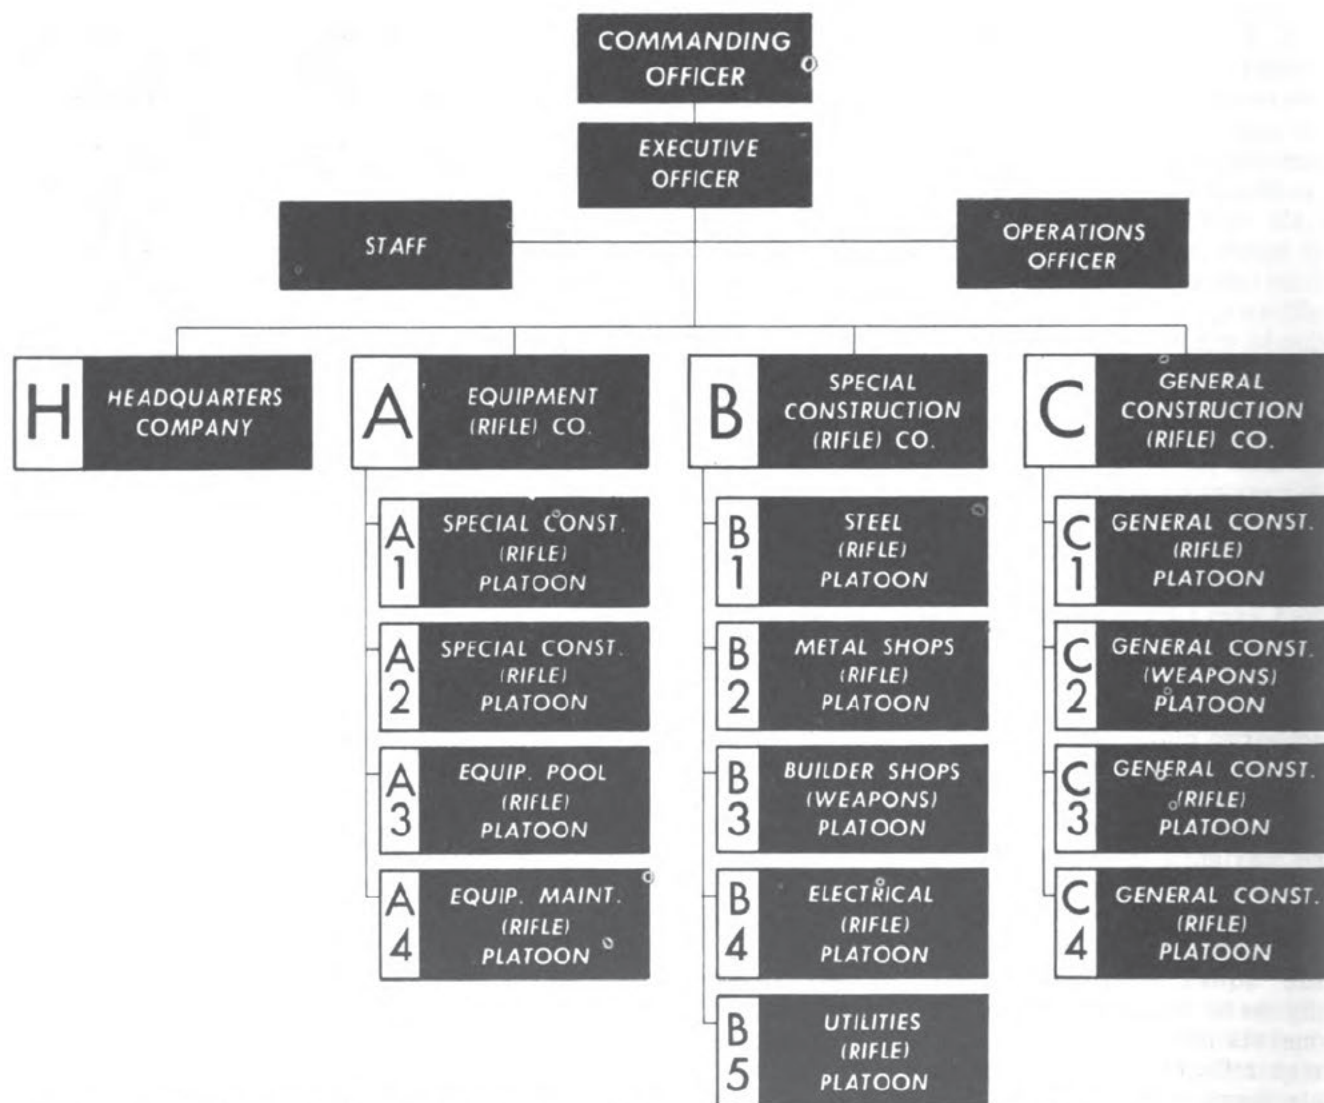 COMMANDING
OFFICER
EXECUTIVE
OFFICER
STAFF
OPERATIONS
OFFICER
H
HEADQUARTERS
COMPANY
A
EQUIPMENT
(RIFLE) CO.
B
SPECIAL
CONSTRUCTION
(RIFLE) CO.
C
GENERAL
CONSTRUCTION
(RIFLE) CO.
A
1
SPECIAL CONST.
(RIFLE)
PLATOON
A
2
SPECIAL CONST.
(RIFLE)
PLATOON
A
3
EQUIP. POOL
(RIFLE)
PLATOON
A
4
EQUIP. MAINT.
(RIFLE)
PLATOON
B
1
STEEL
(RIFLE)
PLATOON
B
2
METAL SHOPS
(RIFLE)
PLATOON
B
3
BUILDER SHOPS
(WEAPONS)
PLATOON
B
4
ELECTRICAL
(RIFLE)
PLATOON
B
5
UTILITIES
(RIFLE)
PLATOON
C
1
GENERAL CONST.
(RIFLE)
PLATOON
C
2
GENERAL CONST.
(WEAPONS)
PLATOON
C
3
GENERAL CONST.
(RIFLE)
PLATOON
C
4
GENERAL CONST.
(RIFLE)
PLATOON